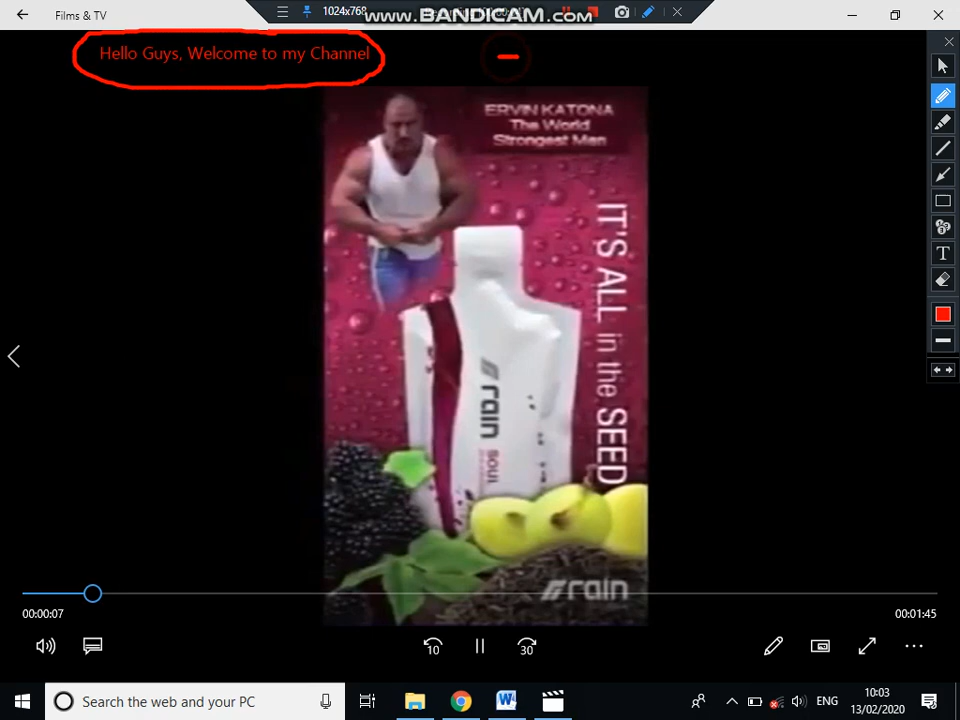 Films & TV
1024x768
WWW.BANDICAM.COM
Hello Guys, Welcome to my Channel
ERVIN KATONA
The World
Strongest Man
IT'S ALL in the SEED
rain
SOUL
rain
00:00:07
00:01:45
10
30
Search the web and your PC
ENG
10:03
13/02/2020